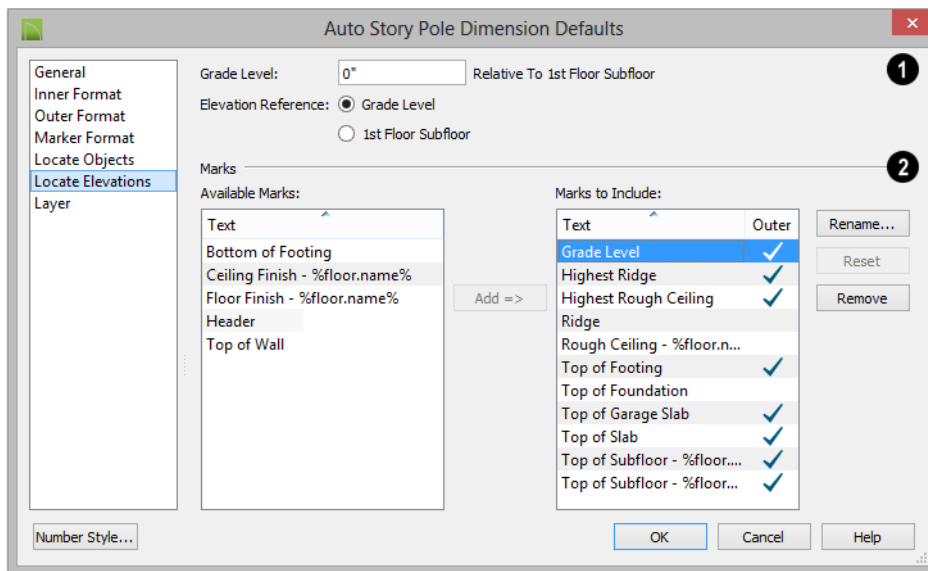 Auto Story Pole Dimension Defaults
x
General
Inner Format
Outer Format
Marker Format
Locate Objects
Locate Elevations
Layer
Grade Level: 0" Relative To 1st Floor Subfloor
1
Elevation Reference: Grade Level
1st Floor Subfloor
Marks
2
Available Marks:
Text
Bottom of Footing
Ceiling Finish - %floor.name%
Floor Finish - %floor.name%
Header
Top of Wall
Add =>
Marks to Include:
Text Outer
Grade Level
Highest Ridge
Highest Rough Ceiling
Ridge
Rough Ceiling - %floor.n...
Top of Footing
Top of Foundation
Top of Garage Slab
Top of Slab
Top of Subfloor - %floor....
Top of Subfloor - %floor...
Rename...
Reset
Remove
Number Style...
OK
Cancel
Help